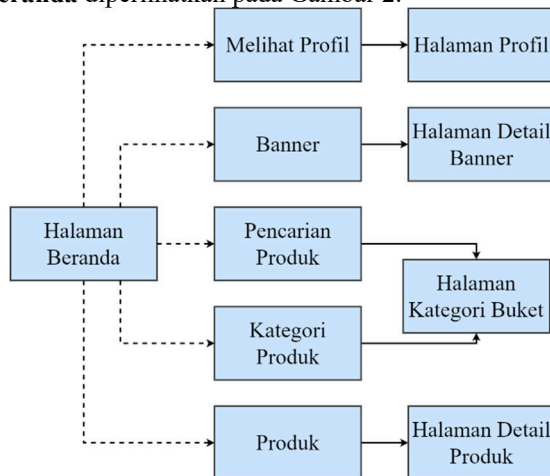 eranda diperlihatkan pada Gambar 2.
Melihat Profil
Halaman Profil
Banner
Halaman Detail
Banner
Halaman
Beranda
Pencarian
Produk
Halaman
Kategori Buket
Kategori
Produk
Produk
Halaman Detail
Produk